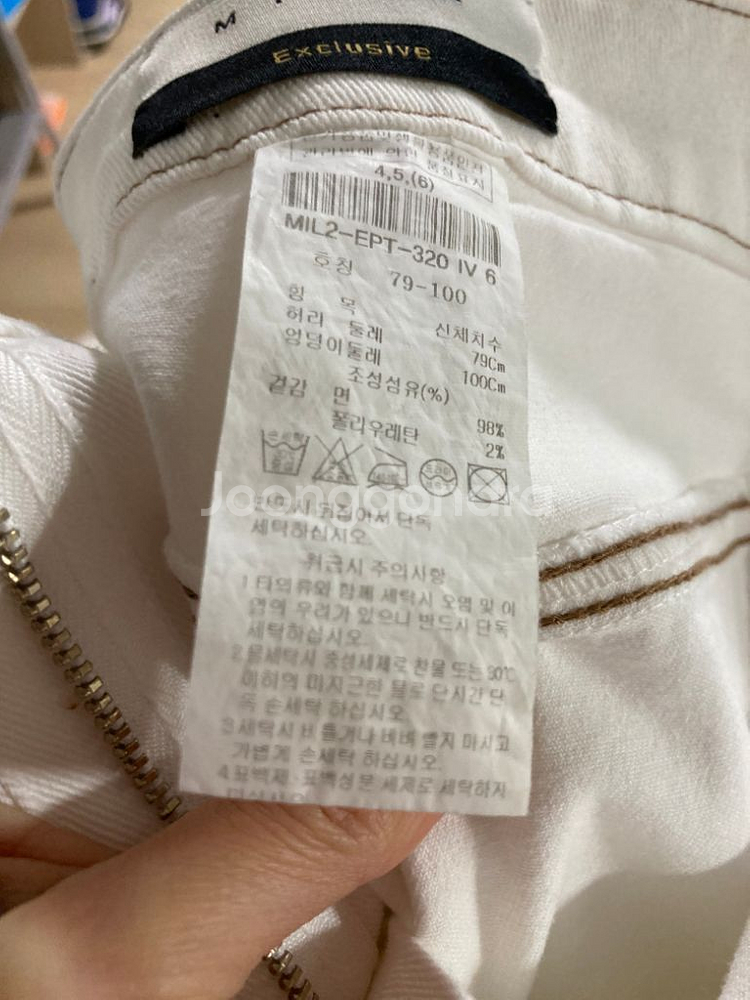 M
Exclusive
품질표시
4,5,(6)
MIL2-EPT-320 IV 6
호칭 79-100
항 목 신체치수
허리 둘레 79Cm
엉덩이둘레 100Cm
조성섬유(%)
겉감 면 98%
폴리우레탄 2%
Joonggonara
반드시 뒤집어서 단독
세탁하십시오.
취급시 주의사항
1 타의류와 함께 세탁시 오염 및 이
염의 우려가 있으니 반드시 단독
세탁하십시오.
2 물세탁시 중성세제로 찬물 또는 30℃
이하의 미지근한 물로 단시간 단
독 손세탁 하십시오.
3 세탁시 비틀거나 비벼 빨지 마시고
가볍게 손세탁 하십시오.
4 표백제·표백성분 세제로 세탁하지
마십시오